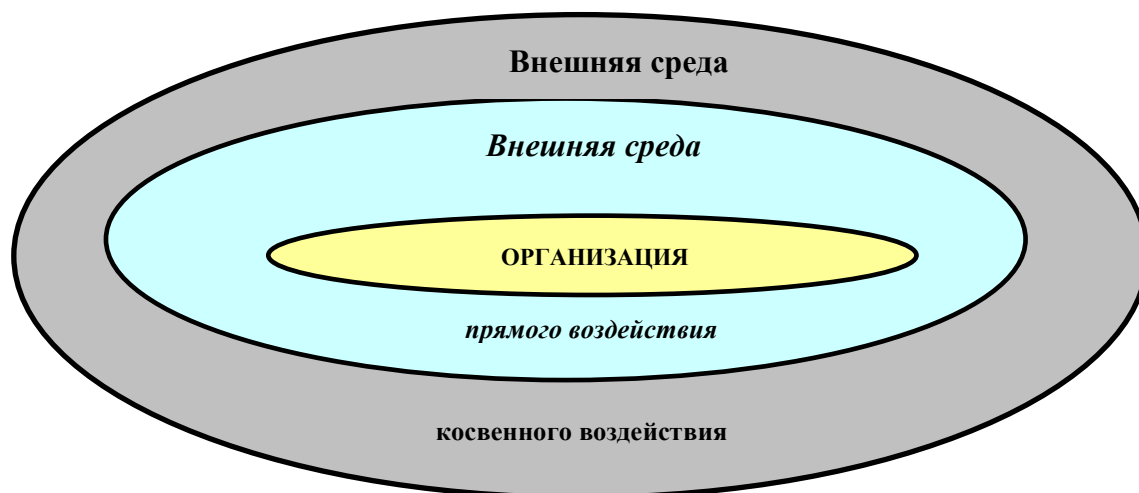 Внешняя среда
Внешняя среда
ОРГАНИЗАЦИЯ
прямого воздействия
косвенного воздействия